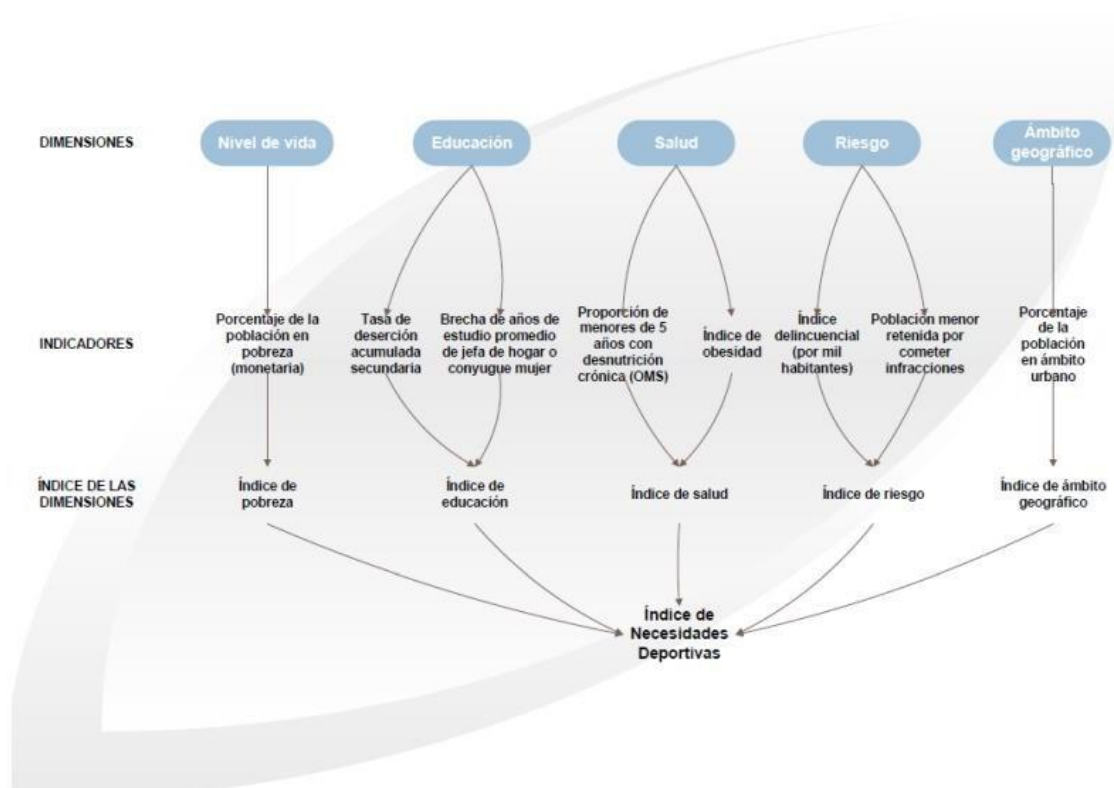 DIMENSIONES
Nivel de vida
Educación
Salud
Riesgo
Ámbito
geográfico
INDICADORES
Porcentaje de la
población en
pobreza
(monetaria)
Tasa de
deserción
acumulada
secundaria
Brecha de años de
estudio promedio
de jefa de hogar o
conyugue mujer
Proporción de
menores de 5
años con
desnutrición
crónica (OMS)
Índice de
obesidad
Índice
delincuencial
(por mil
habitantes)
Población menor
retenida por
cometer
infracciones
Porcentaje
de la
población
en ámbito
urbano
ÍNDICE DE LAS
DIMENSIONES
Índice de
pobreza
Índice de
educación
Índice de salud
Índice de riesgo
Índice de ámbito
geográfico
Índice de
Necesidades
Deportivas